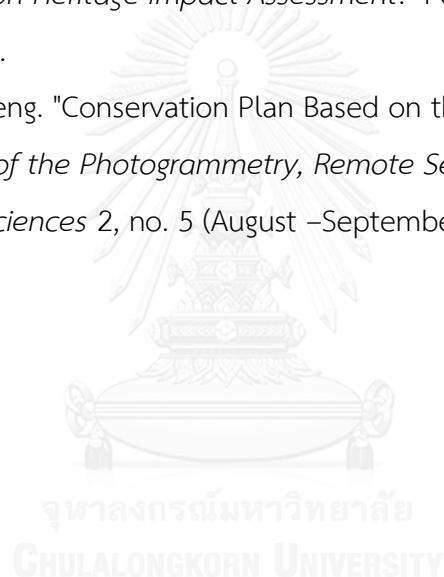 on Heritage Impact Assessment.
.
eng. "Conservation Plan Based on th
of the Photogrammetry, Remote Se
ciences 2, no. 5 (August –Septembe
จุฬาลงกรณ์มหาวิทยาลัย
CHULALONGKORN UNIVERSITY